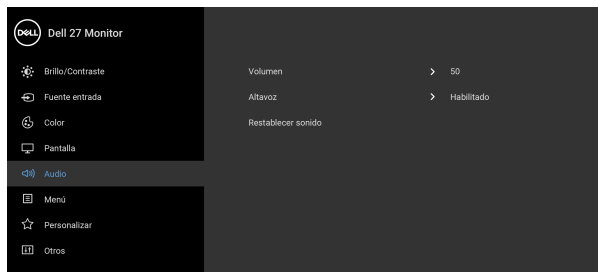 DELL Dell 27 Monitor
Brillo/Contraste
Fuente entrada
Color
Pantalla
Audio
Menú
Personalizar
Otros
Volumen > 50
Altavoz > Habilitado
Restablecer sonido